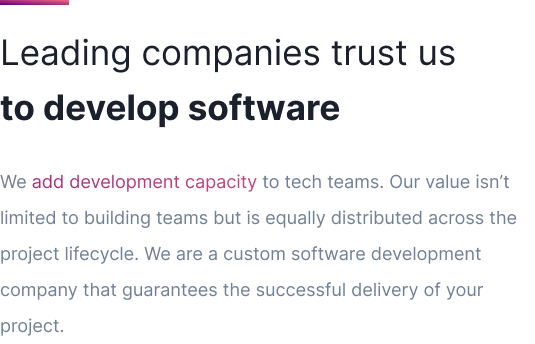 Leading companies trust us
to develop software
We add development capacity to tech teams. Our value isn’t
limited to building teams but is equally distributed across the
project lifecycle. We are a custom software development
company that guarantees the successful delivery of your
project.